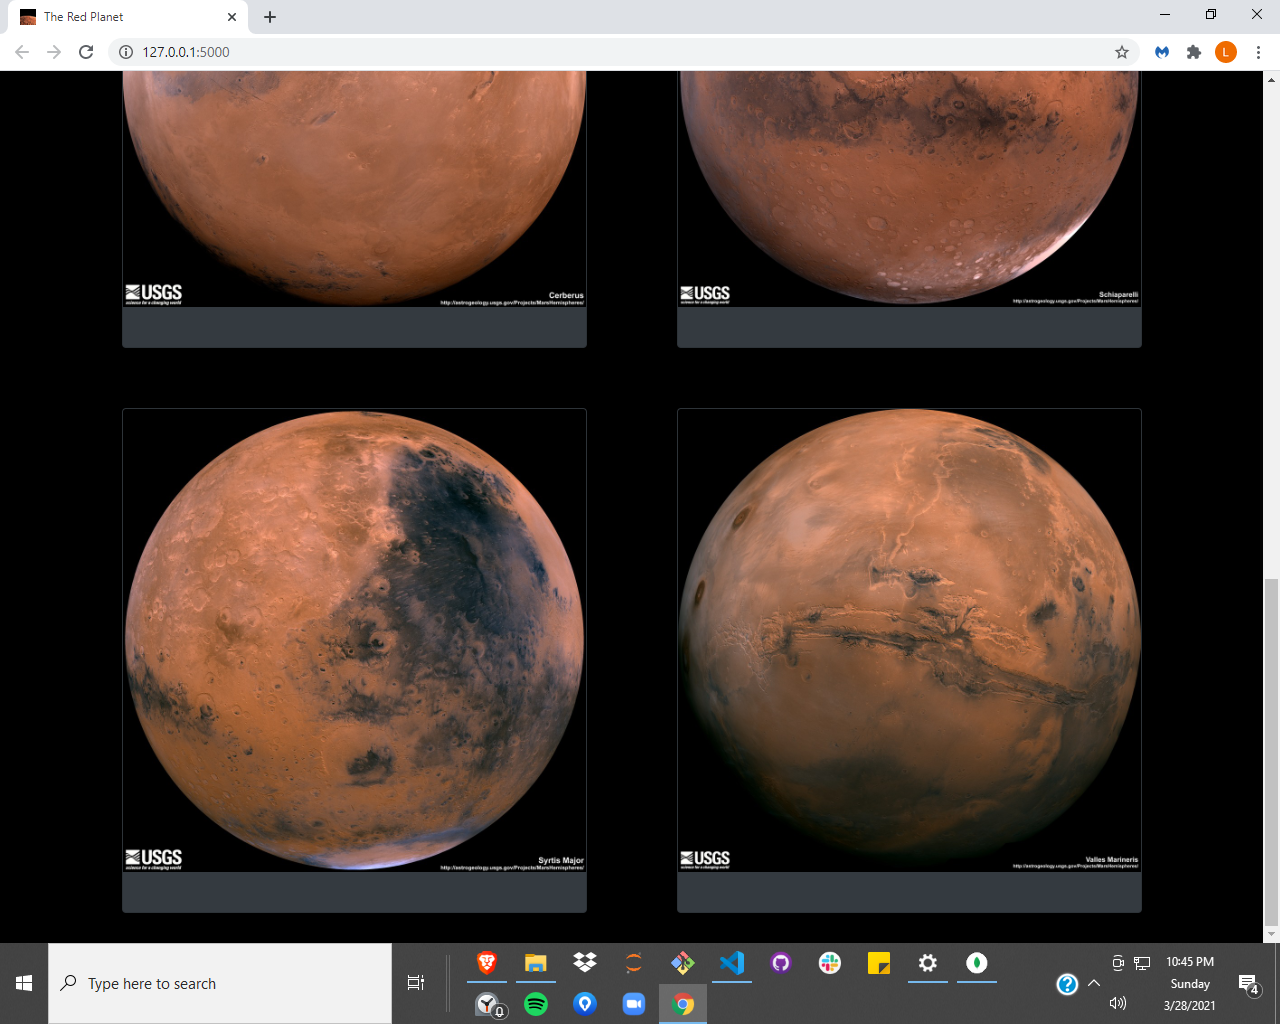 The Red Planet
127.0.0.1:5000
L
USGS
science for a changing world
Cerberus
http://astrogeology.usgs.gov/Projects/MarsHemispheres/
USGS
science for a changing world
Schiaparelli
http://astrogeology.usgs.gov/Projects/MarsHemispheres/
USGS
science for a changing world
Syrtis Major
http://astrogeology.usgs.gov/Projects/MarsHemispheres/
USGS
science for a changing world
Valles Marineris
http://astrogeology.usgs.gov/Projects/MarsHemispheres/
Type here to search
10:45 PM
Sunday
3/28/2021
4
0